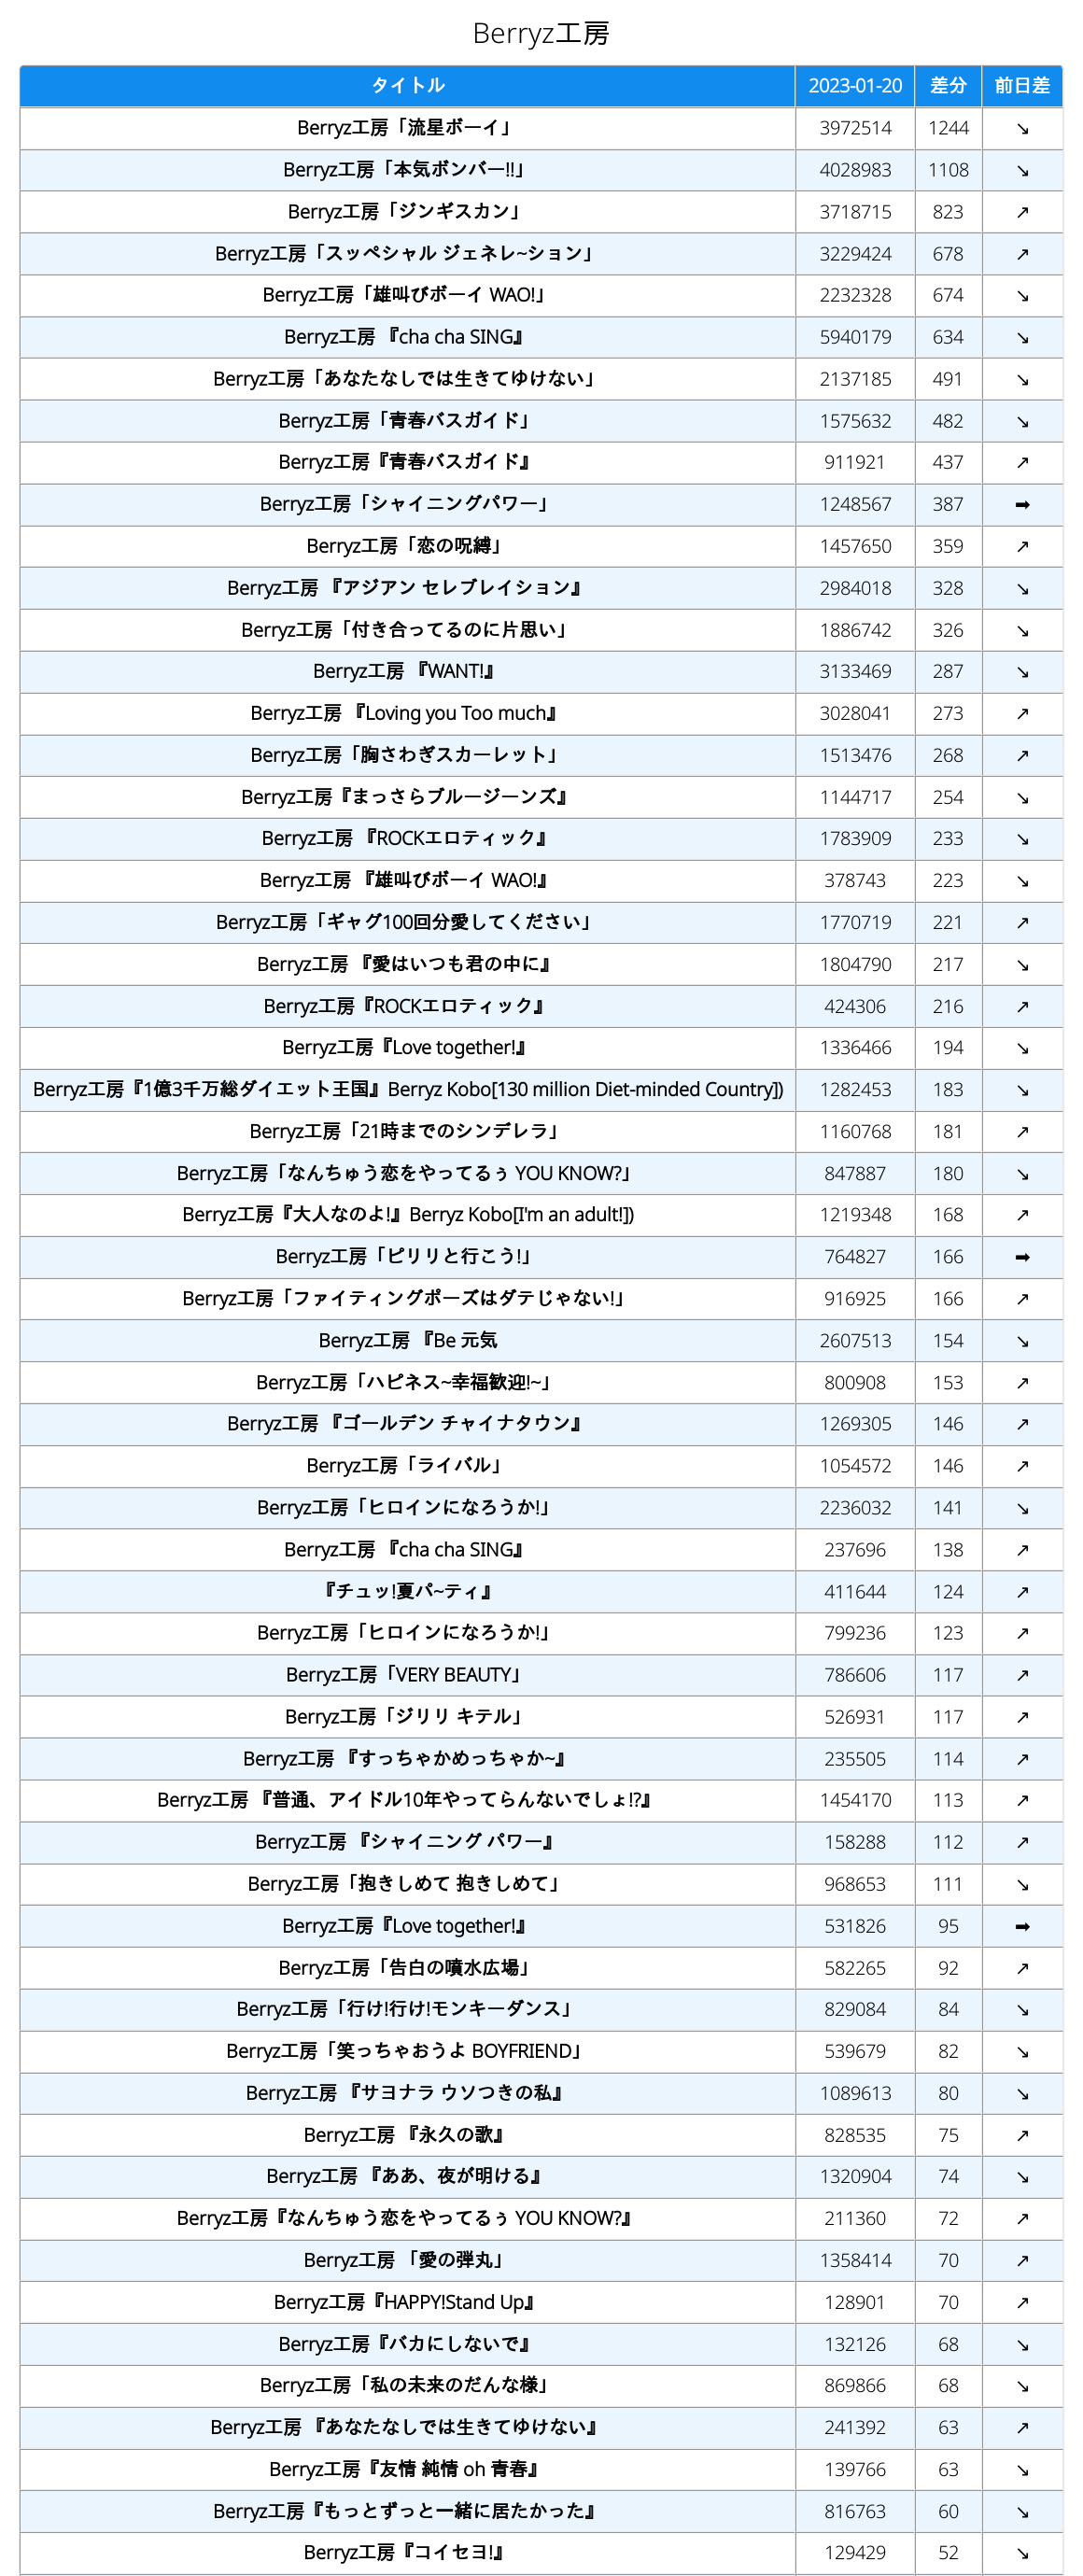 Berryz工房
タイトル 2023-01-20 差分 前日差
Berryz工房「流星ボーイ」 3972514 1244 ↘
Berryz工房「本気ボンバー!!」 4028983 1108 ↘
Berryz工房「ジンギスカン」 3718715 823 ↗
Berryz工房「スッペシャル ジェネレ~ション」 3229424 678 ↗
Berryz工房「雄叫びボーイ WAO!」 2232328 674 ↘
Berryz工房 『cha cha SING』 5940179 634 ↘
Berryz工房「あなたなしでは生きてゆけない」 2137185 491 ↘
Berryz工房「青春バスガイド」 1575632 482 ↘
Berryz工房『青春バスガイド』 911921 437 ↗
Berryz工房「シャイニングパワー」 1248567 387 ➡
Berryz工房「恋の呪縛」 1457650 359 ↗
Berryz工房 『アジアン セレブレイション』 2984018 328 ↘
Berryz工房「付き合ってるのに片思い」 1886742 326 ↘
Berryz工房 『WANT!』 3133469 287 ↘
Berryz工房 『Loving you Too much』 3028041 273 ↗
Berryz工房「胸さわぎスカーレット」 1513476 268 ↗
Berryz工房『まっさらブルージーンズ』 1144717 254 ↘
Berryz工房 『ROCKエロティック』 1783909 233 ↘
Berryz工房 『雄叫びボーイ WAO!』 378743 223 ↘
Berryz工房「ギャグ100回分愛してください」 1770719 221 ↗
Berryz工房 『愛はいつも君の中に』 1804790 217 ↘
Berryz工房『ROCKエロティック』 424306 216 ↗
Berryz工房『Love together!』 1336466 194 ↘
Berryz工房『1億3千万総ダイエット王国』Berryz Kobo[130 million Diet-minded Country]) 1282453 183 ↘
Berryz工房「21時までのシンデレラ」 1160768 181 ↗
Berryz工房「なんちゅう恋をやってるぅ YOU KNOW?」 847887 180 ↘
Berryz工房『大人なのよ!』Berryz Kobo[I'm an adult!]) 1219348 168 ↗
Berryz工房「ピリリと行こう!」 764827 166 ➡
Berryz工房「ファイティングポーズはダテじゃない!」 916925 166 ↗
Berryz工房 『Be 元気 2607513 154 ↘
Berryz工房「ハピネス~幸福歓迎!~」 800908 153 ↗
Berryz工房 『ゴールデン チャイナタウン』 1269305 146 ↗
Berryz工房「ライバル」 1054572 146 ↗
Berryz工房「ヒロインになろうか!」 2236032 141 ↘
Berryz工房 『cha cha SING』 237696 138 ↗
『チュッ!夏パ~ティ』 411644 124 ↗
Berryz工房「ヒロインになろうか!」 799236 123 ↗
Berryz工房「VERY BEAUTY」 786606 117 ↗
Berryz工房「ジリリ キテル」 526931 117 ↗
Berryz工房 『すっちゃかめっちゃか~』 235505 114 ↗
Berryz工房 『普通、アイドル10年やってらんないでしょ!?』 1454170 113 ↗
Berryz工房 『シャイニング パワー』 158288 112 ↗
Berryz工房「抱きしめて 抱きしめて」 968653 111 ↘
Berryz工房『Love together!』 531826 95 ➡
Berryz工房「告白の噴水広場」 582265 92 ↗
Berryz工房「行け!行け!モンキーダンス」 829084 84 ↘
Berryz工房「笑っちゃおうよ BOYFRIEND」 539679 82 ↘
Berryz工房 『サヨナラ ウソつきの私』 1089613 80 ↘
Berryz工房 『永久の歌』 828535 75 ↗
Berryz工房 『ああ、夜が明ける』 1320904 74 ↘
Berryz工房『なんちゅう恋をやってるぅ YOU KNOW?』 211360 72 ↗
Berryz工房 「愛の弾丸」 1358414 70 ↗
Berryz工房『HAPPY!Stand Up』 128901 70 ↗
Berryz工房『バカにしないで』 132126 68 ↘
Berryz工房「私の未来のだんな様」 869866 68 ↘
Berryz工房 『あなたなしでは生きてゆけない』 241392 63 ↗
Berryz工房『友情 純情 oh 青春』 139766 63 ↘
Berryz工房『もっとずっと一緒に居たかった』 816763 60 ↘
Berryz工房『コイセヨ!』 129429 52 ↘